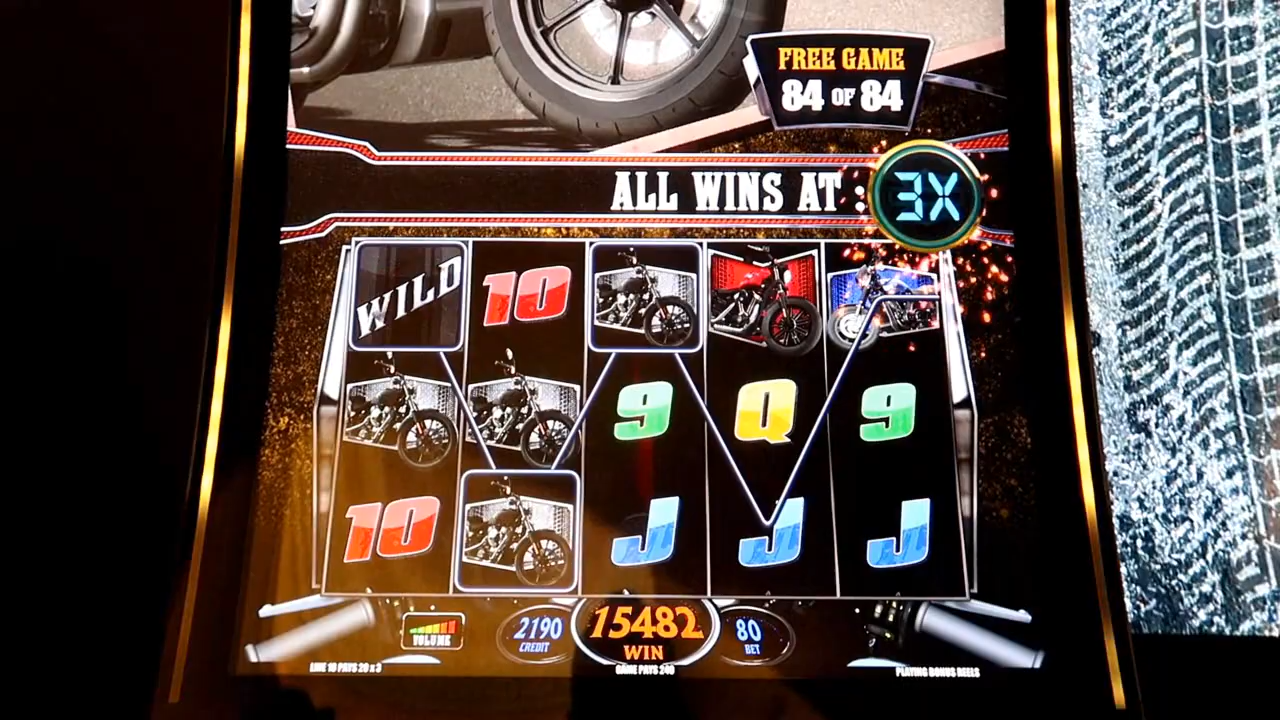 FREE GAME
84 OF 84
ALL WINS AT : 3X
WILD 10
9 Q 9
10 J J J
VOLUME
2190
CREDIT
15482
WIN
80
BET
LINE 18 PAYS 20 x 3
GAME PAYS 240
PLAYING BONUS REELS